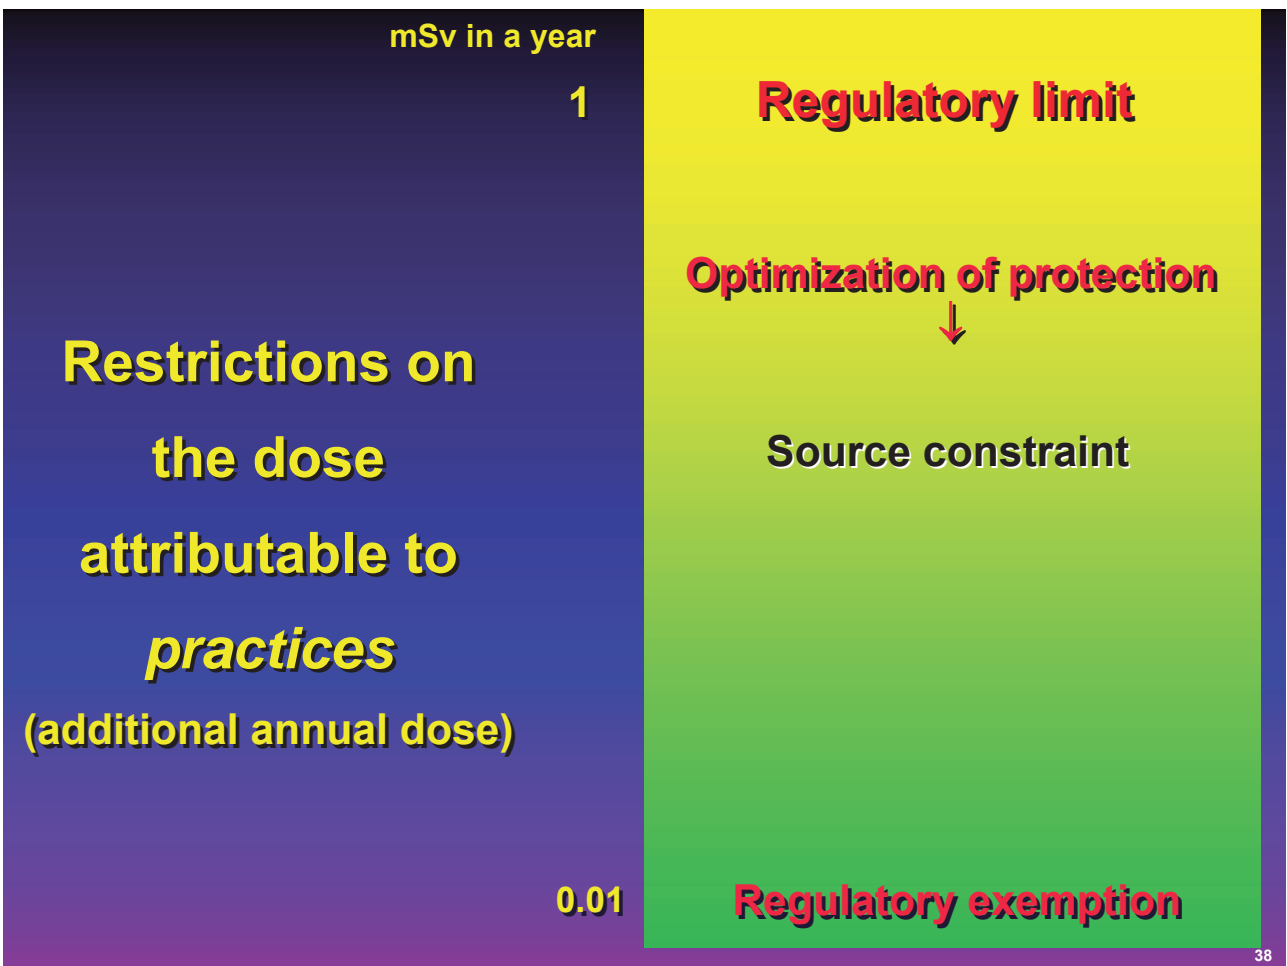 mSv in a year
1
Regulatory limit
Optimization of protection
↓
Restrictions on
the dose
attributable to
practices
(additional annual dose)
Source constraint
0.01
Regulatory exemption
38